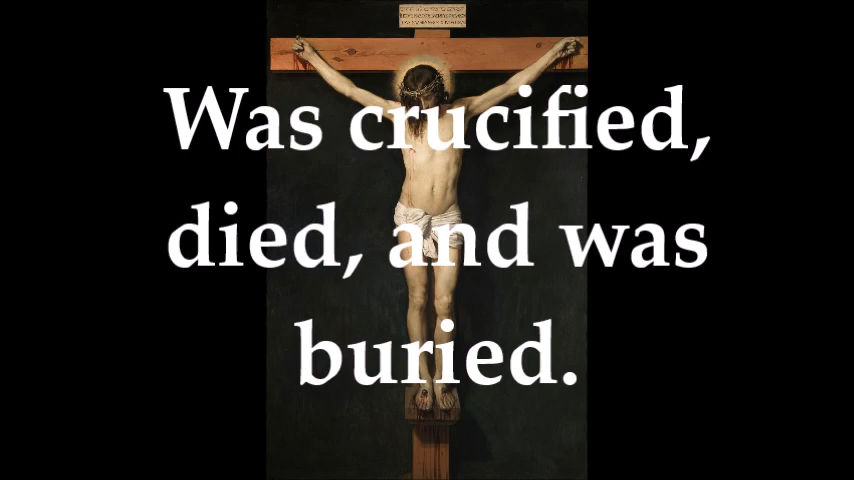 Was crucified,
died, and was
buried.